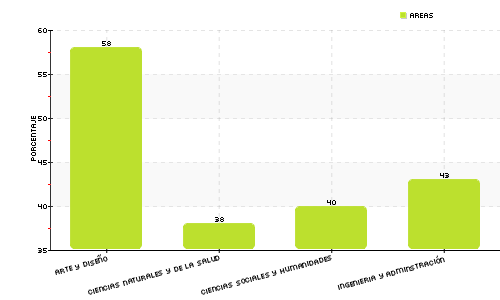 AREAS
PORCENTAJE
60
55
50
45
40
35
58
38
40
43
ARTE Y DISEÑO
CIENCIAS NATURALES Y DE LA SALUD
CIENCIAS SOCIALES Y HUMANIDADES
INGENIERIA Y ADMINSTRACIÓN